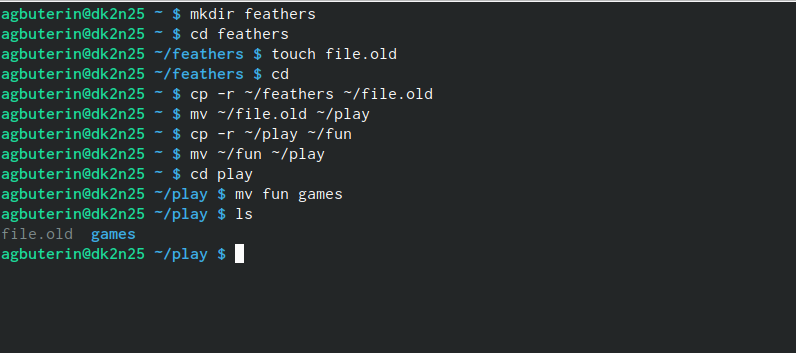 agbuterin@dk2n25 ~ $ mkdir feathers
agbuterin@dk2n25 ~ $ cd feathers
agbuterin@dk2n25 ~/feathers $ touch file.old
agbuterin@dk2n25 ~/feathers $ cd
agbuterin@dk2n25 ~ $ cp -r ~/feathers ~/file.old
agbuterin@dk2n25 ~ $ mv ~/file.old ~/play
agbuterin@dk2n25 ~ $ cp -r ~/play ~/fun
agbuterin@dk2n25 ~ $ mv ~/fun ~/play
agbuterin@dk2n25 ~ $ cd play
agbuterin@dk2n25 ~/play $ mv fun games
agbuterin@dk2n25 ~/play $ ls
file.old  games
agbuterin@dk2n25 ~/play $